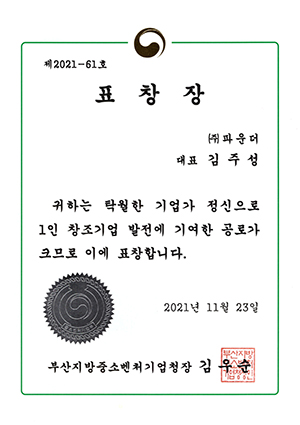 제2021-61호
표 창 장
㈜파운더
대표 김주성
귀하는 탁월한 기업가 정신으로
1인 창조기업 발전에 기여한 공로가
크므로 이에 표창합니다.
2021년 11월 23일
부산지방중소벤처기업청장 김우순